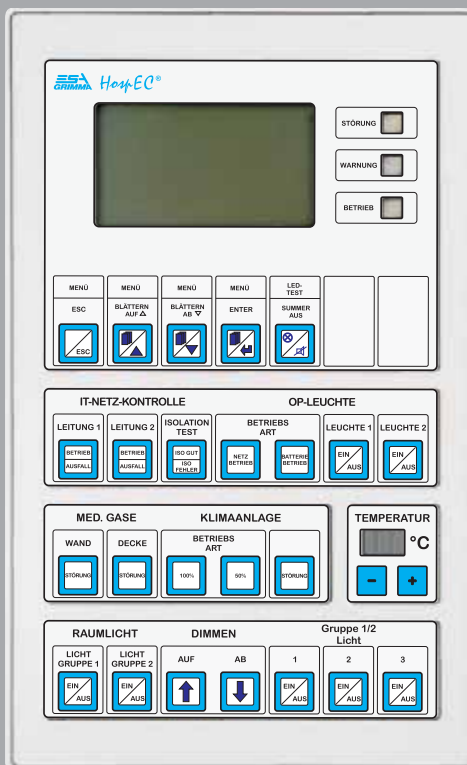 ESA
GRIMMA
HospEC®
STÖRUNG
WARNUNG
BETRIEB
MENÜ MENÜ MENÜ MENÜ LED-
TEST
ESC BLÄTTERN
AUF △ BLÄTTERN
AB ▽ ENTER SUMMER
AUS
ESC
IT-NETZ-KONTROLLE OP-LEUCHTE
LEITUNG 1 LEITUNG 2 ISOLATION
TEST BETRIEBS
ART LEUCHTE 1 LEUCHTE 2
BETRIEB
AUSFALL
BETRIEB
AUSFALL
ISO GUT
ISO
FEHLER
NETZ
BETRIEB
BATTERIE
BETRIEB
EIN
AUS
EIN
AUS
MED. GASE KLIMAANLAGE
WAND DECKE BETRIEBS
ART
STÖRUNG STÖRUNG 100% 50% STÖRUNG
TEMPERATUR
°C
- +
RAUMLICHT DIMMEN Gruppe 1/2
Licht
LICHT
GRUPPE 1
LICHT
GRUPPE 2
AUF AB 1 2 3
EIN
AUS
EIN
AUS
EIN
AUS
EIN
AUS
EIN
AUS